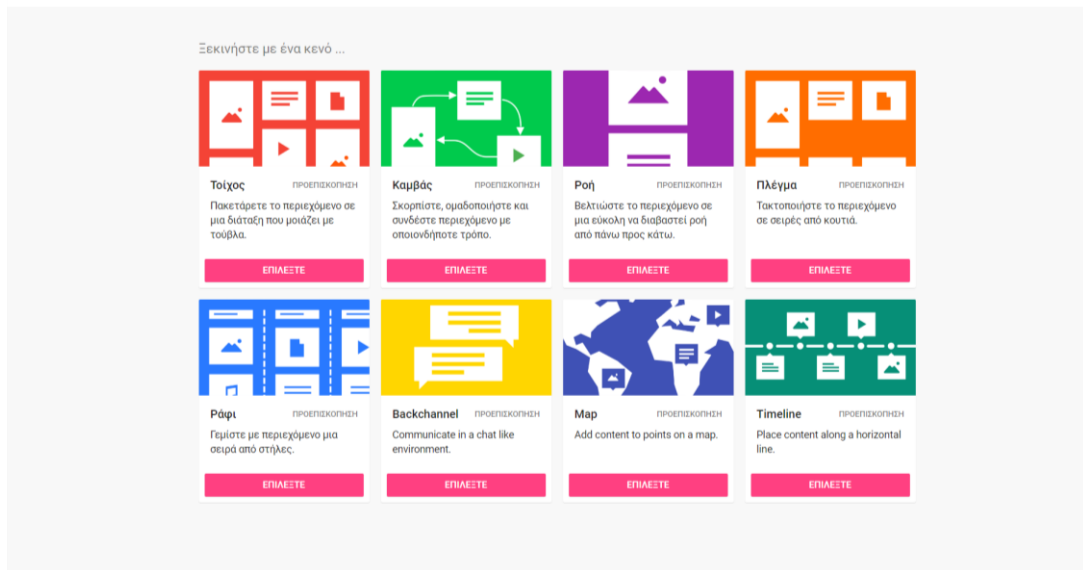 Ξεκινήστε με ένα κενό ...
Τοίχος ΠΡΟΕΠΙΣΚΟΠΗΣΗ
Πακετάρετε το περιεχόμενο σε
μια διάταξη που μοιάζει με
τούβλα.
ΕΠΙΛΕΞΤΕ
Καμβάς ΠΡΟΕΠΙΣΚΟΠΗΣΗ
Σκορπίστε, ομαδοποιήστε και
συνδέστε περιεχόμενο με
οποιονδήποτε τρόπο.
ΕΠΙΛΕΞΤΕ
Ροή ΠΡΟΕΠΙΣΚΟΠΗΣΗ
Βελτιώστε το περιεχόμενο σε
μια εύκολη να διαβαστεί ροή
από πάνω προς κάτω.
ΕΠΙΛΕΞΤΕ
Πλέγμα ΠΡΟΕΠΙΣΚΟΠΗΣΗ
Τακτοποιήστε το περιεχόμενο
σε σειρές από κουτιά.
ΕΠΙΛΕΞΤΕ
Ράφι ΠΡΟΕΠΙΣΚΟΠΗΣΗ
Γεμίστε με περιεχόμενο μια
σειρά από στήλες.
ΕΠΙΛΕΞΤΕ
Backchannel ΠΡΟΕΠΙΣΚΟΠΗΣΗ
Communicate in a chat like
environment.
ΕΠΙΛΕΞΤΕ
Map ΠΡΟΕΠΙΣΚΟΠΗΣΗ
Add content to points on a map.
ΕΠΙΛΕΞΤΕ
Timeline ΠΡΟΕΠΙΣΚΟΠΗΣΗ
Place content along a horizontal
line.
ΕΠΙΛΕΞΤΕ